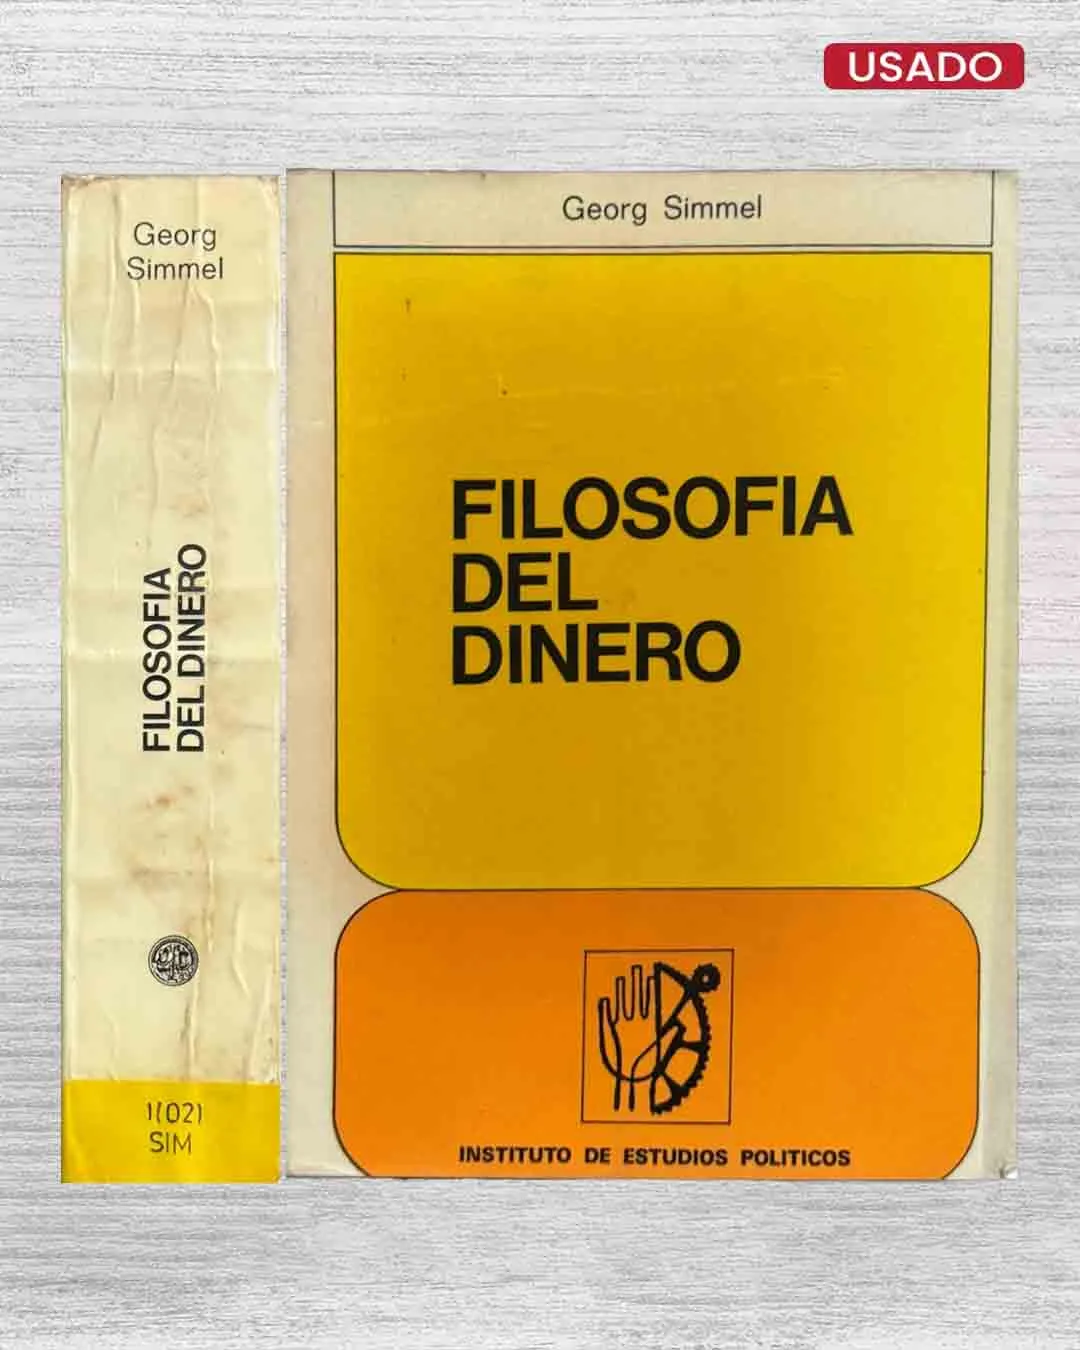 USADO
Georg
Simmel
FILOSOFIA
DEL DINERO
1(02)
SIM
Georg Simmel
FILOSOFIA
DEL
DINERO
INSTITUTO DE ESTUDIOS POLITICOS